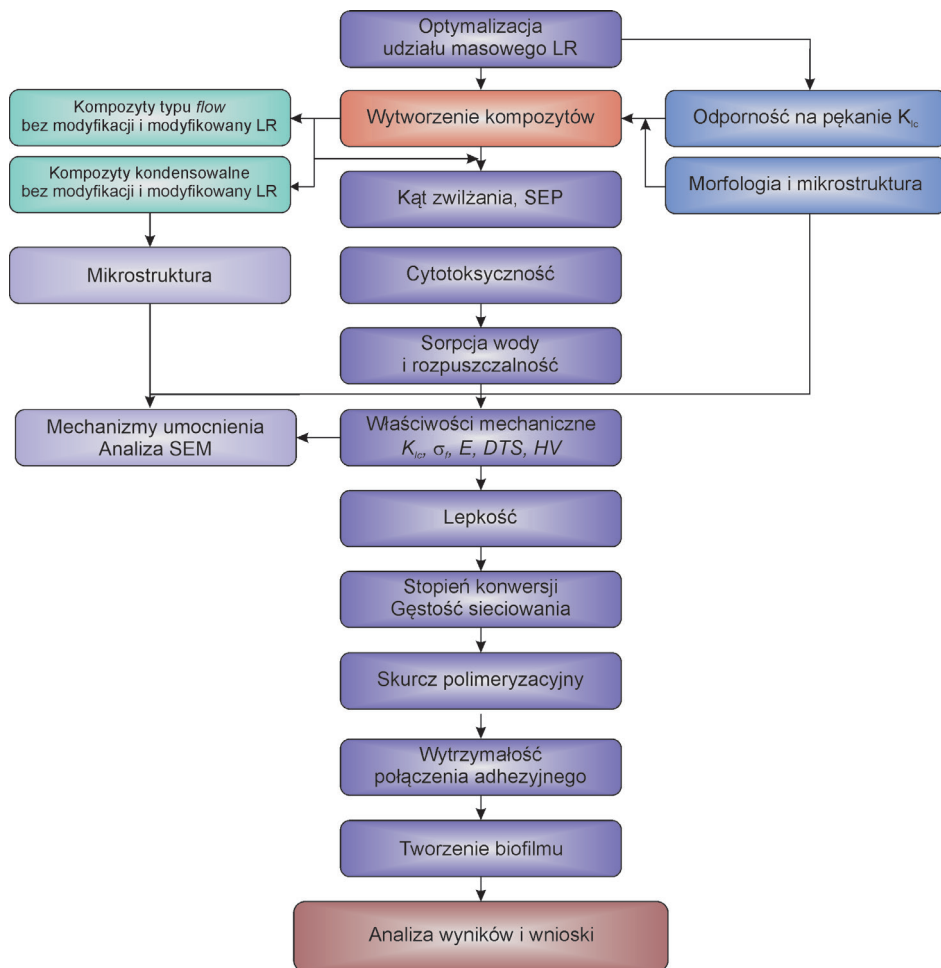 Optymalizacja
udziału masowego LR
Kompozyty typu flow
bez modyfikacji i modyfikowany LR
Wytworzenie kompozytów
Odporność na pękanie K_Ic
Kompozyty kondensowalne
bez modyfikacji i modyfikowany LR
Kąt zwilżania, SEP
Morfologia i mikrostruktura
Mikrostruktura
Cytotoksyczność
Sorpcja wody
i rozpuszczalność
Mechanizmy umocnienia
Analiza SEM
Właściwości mechaniczne
K_Ic, σ_fl, E, DTS, HV
Lepkość
Stopień konwersji
Gęstość sieciowania
Skurcz polimeryzacyjny
Wytrzymałość
połączenia adhezyjnego
Tworzenie biofilmu
Analiza wyników i wnioski